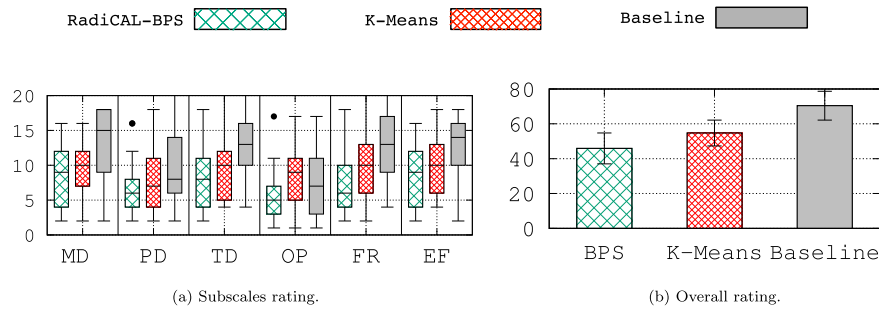 RadiCAL-BPS K-Means Baseline
20
15
10
5
0
MD PD TD OP FR EF
(a) Subscales rating.
80
60
40
20
0
BPS K-Means Baseline
(b) Overall rating.